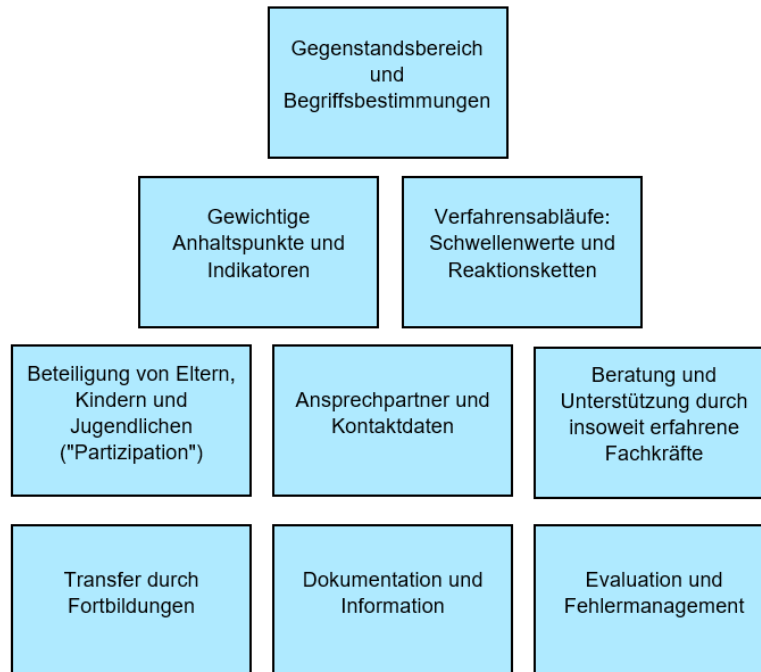 Gegenstandsbereich
und
Begriffsbestimmungen
Gewichtige
Anhaltspunkte und
Indikatoren
Verfahrensabläufe:
Schwellenwerte und
Reaktionsketten
Beteiligung von Eltern,
Kindern und
Jugendlichen
("Partizipation")
Ansprechpartner und
Kontaktdaten
Beratung und
Unterstützung durch
insoweit erfahrene
Fachkräfte
Transfer durch
Fortbildungen
Dokumentation und
Information
Evaluation und
Fehlermanagement